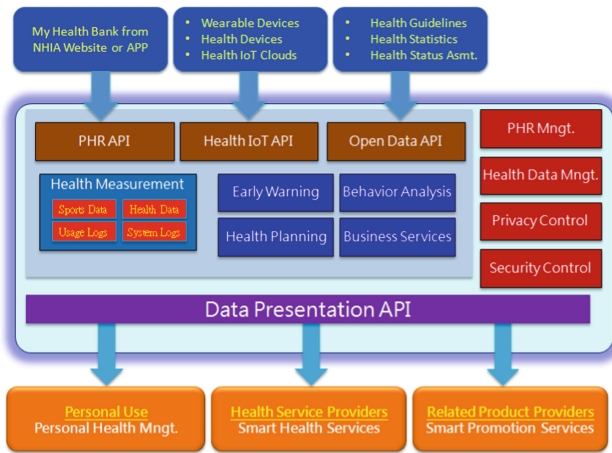 My Health Bank from
NHIA Website or APP
• Wearable Devices
• Health Devices
• Health IoT Clouds
• Health Guidelines
• Health Statistics
• Health Status Asmt.
PHR API
Health IoT API
Open Data API
PHR Mngt.
Health Data Mngt.
Privacy Control
Security Control
Health Measurement
Sports Data
Health Data
Usage Logs
System Logs
Early Warning
Behavior Analysis
Health Planning
Business Services
Data Presentation API
Personal Use
Personal Health Mngt.
Health Service Providers
Smart Health Services
Related Product Providers
Smart Promotion Services